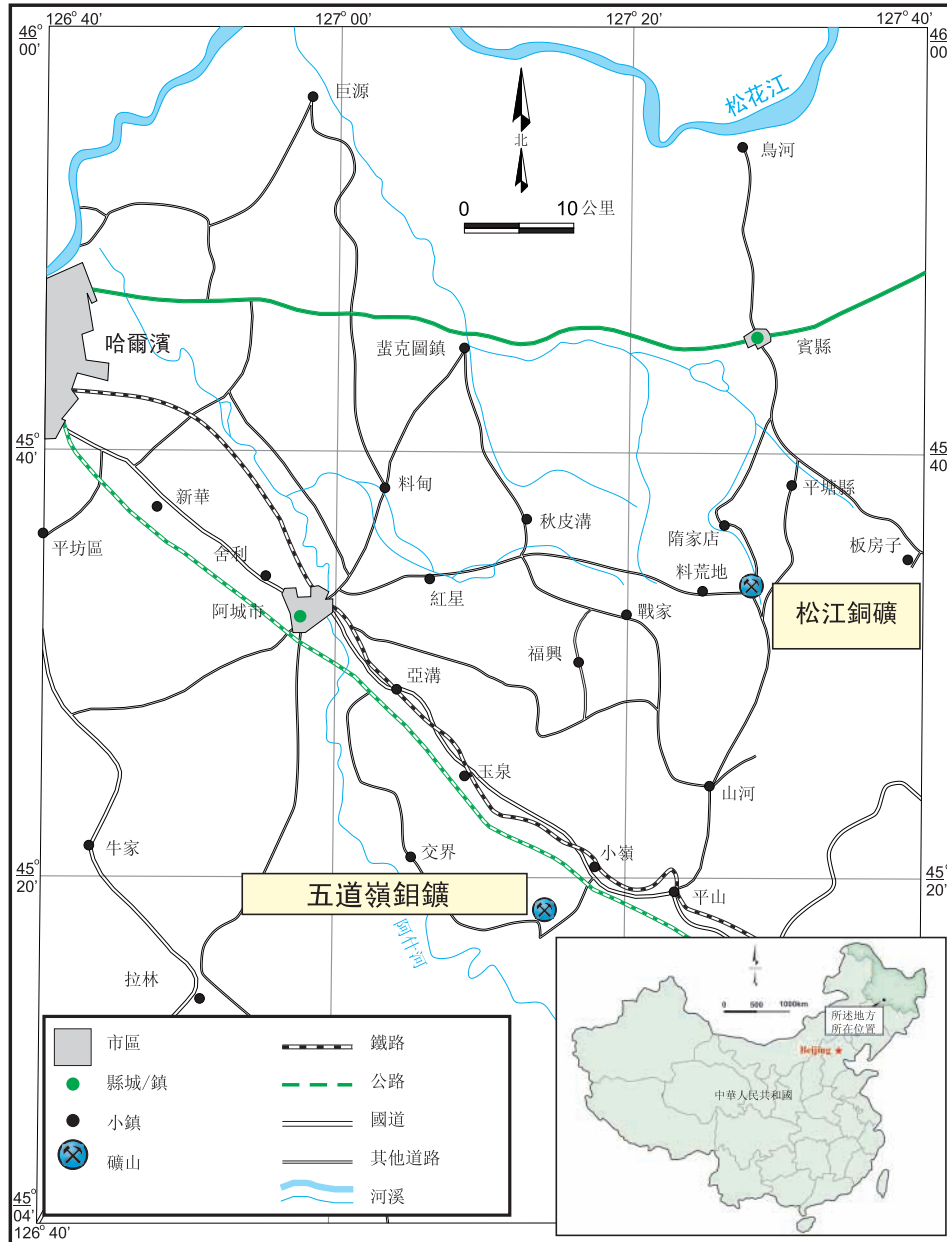 126° 40'
127° 00'
127° 20'
127° 40'
46°
00'
46°
00'
巨源
松花江
北
鳥河
0 10 公里
哈爾濱
蜚克圖鎮
賓縣
45°
40'
45°
40'
料甸
平塘縣
新華
秋皮溝
隋家店
板房子
平坊區
舍利
料荒地
紅星
松江銅礦
阿城市
戰家
福興
亞溝
玉泉
山河
牛家
交界
小嶺
45°
20'
45°
20'
五道嶺鉬鑛
平山
阿什河
拉林
0 500 1000km
所述地方
所在位置
Beijing
中華人民共和國
市區
鐵路
縣城/鎮
公路
小鎮
國道
礦山
其他道路
河溪
45°
04'
126° 40'